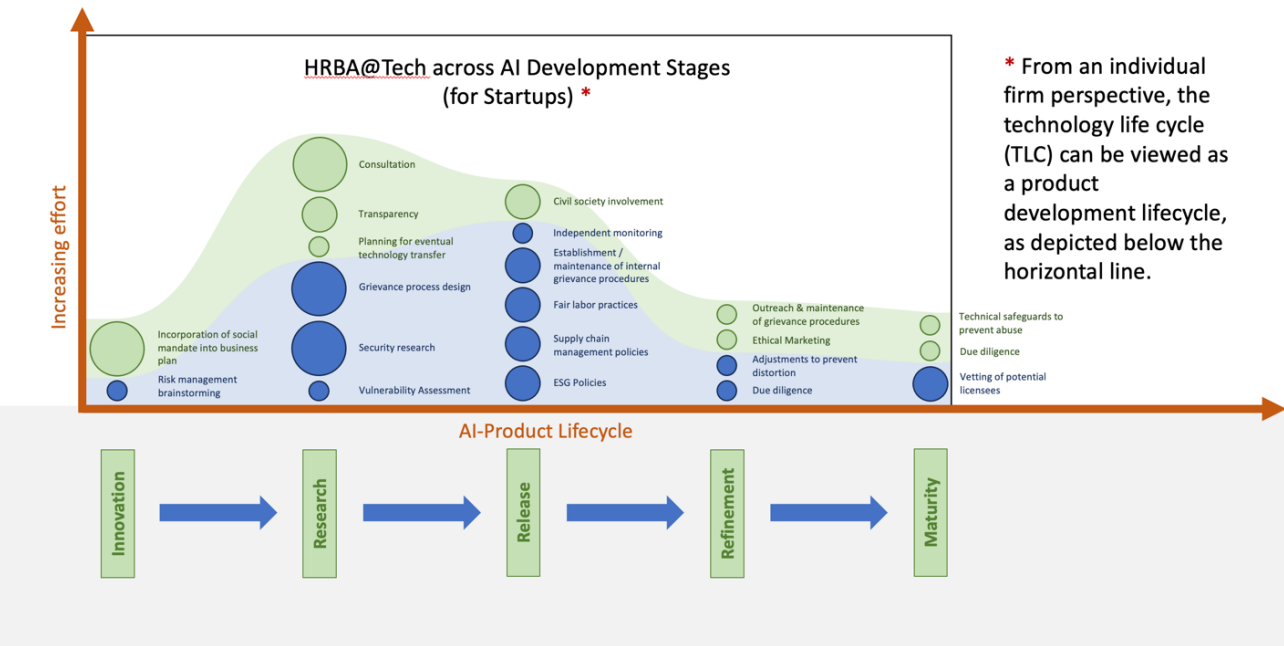 HRBA@Tech across AI Development Stages
(for Startups) *
* From an individual
firm perspective, the
technology life cycle
(TLC) can be viewed as
a product
development lifecycle,
as depicted below the
horizontal line.
Increasing effort
Incorporation of social
mandate into business
plan
Risk management
brainstorming
Consultation
Transparency
Planning for eventual
technology transfer
Grievance process design
Security research
Vulnerability Assessment
Civil society involvement
Independent monitoring
Establishment /
maintenance of internal
grievance procedures
Fair labor practices
Supply chain
management policies
ESG Policies
Outreach & maintenance
of grievance procedures
Ethical Marketing
Adjustments to prevent
distortion
Due diligence
Technical safeguards to
prevent abuse
Due diligence
Vetting of potential
licensees
AI-Product Lifecycle
Innovation
Research
Release
Refinement
Maturity